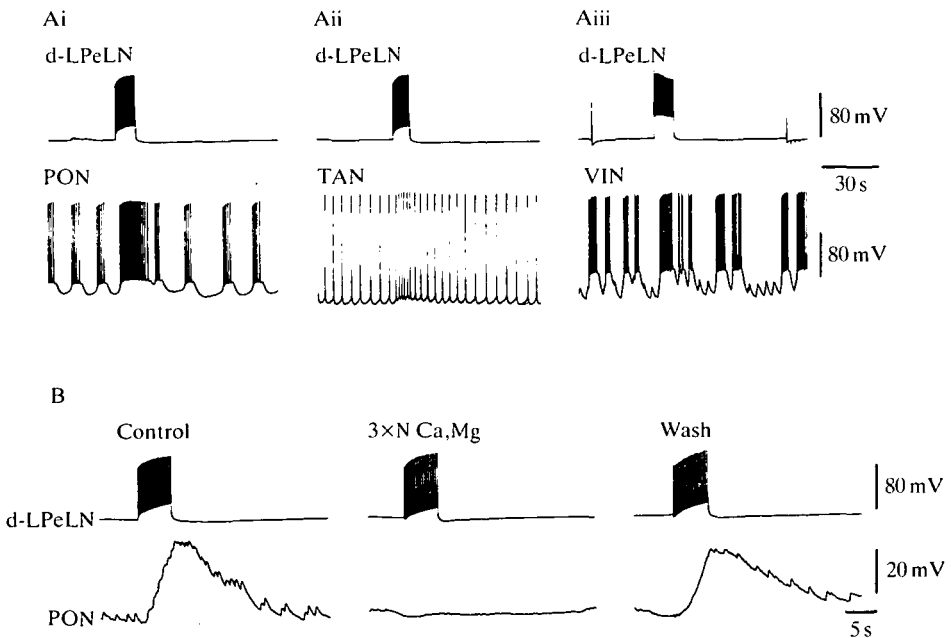 Ai
Aii
Aiii
d-LPeLN
d-LPeLN
d-LPeLN
80 mV
30 s
PON
TAN
VIN
80 mV
B
Control
3×N Ca,Mg
Wash
d-LPeLN
80 mV
PON
20 mV
5 s